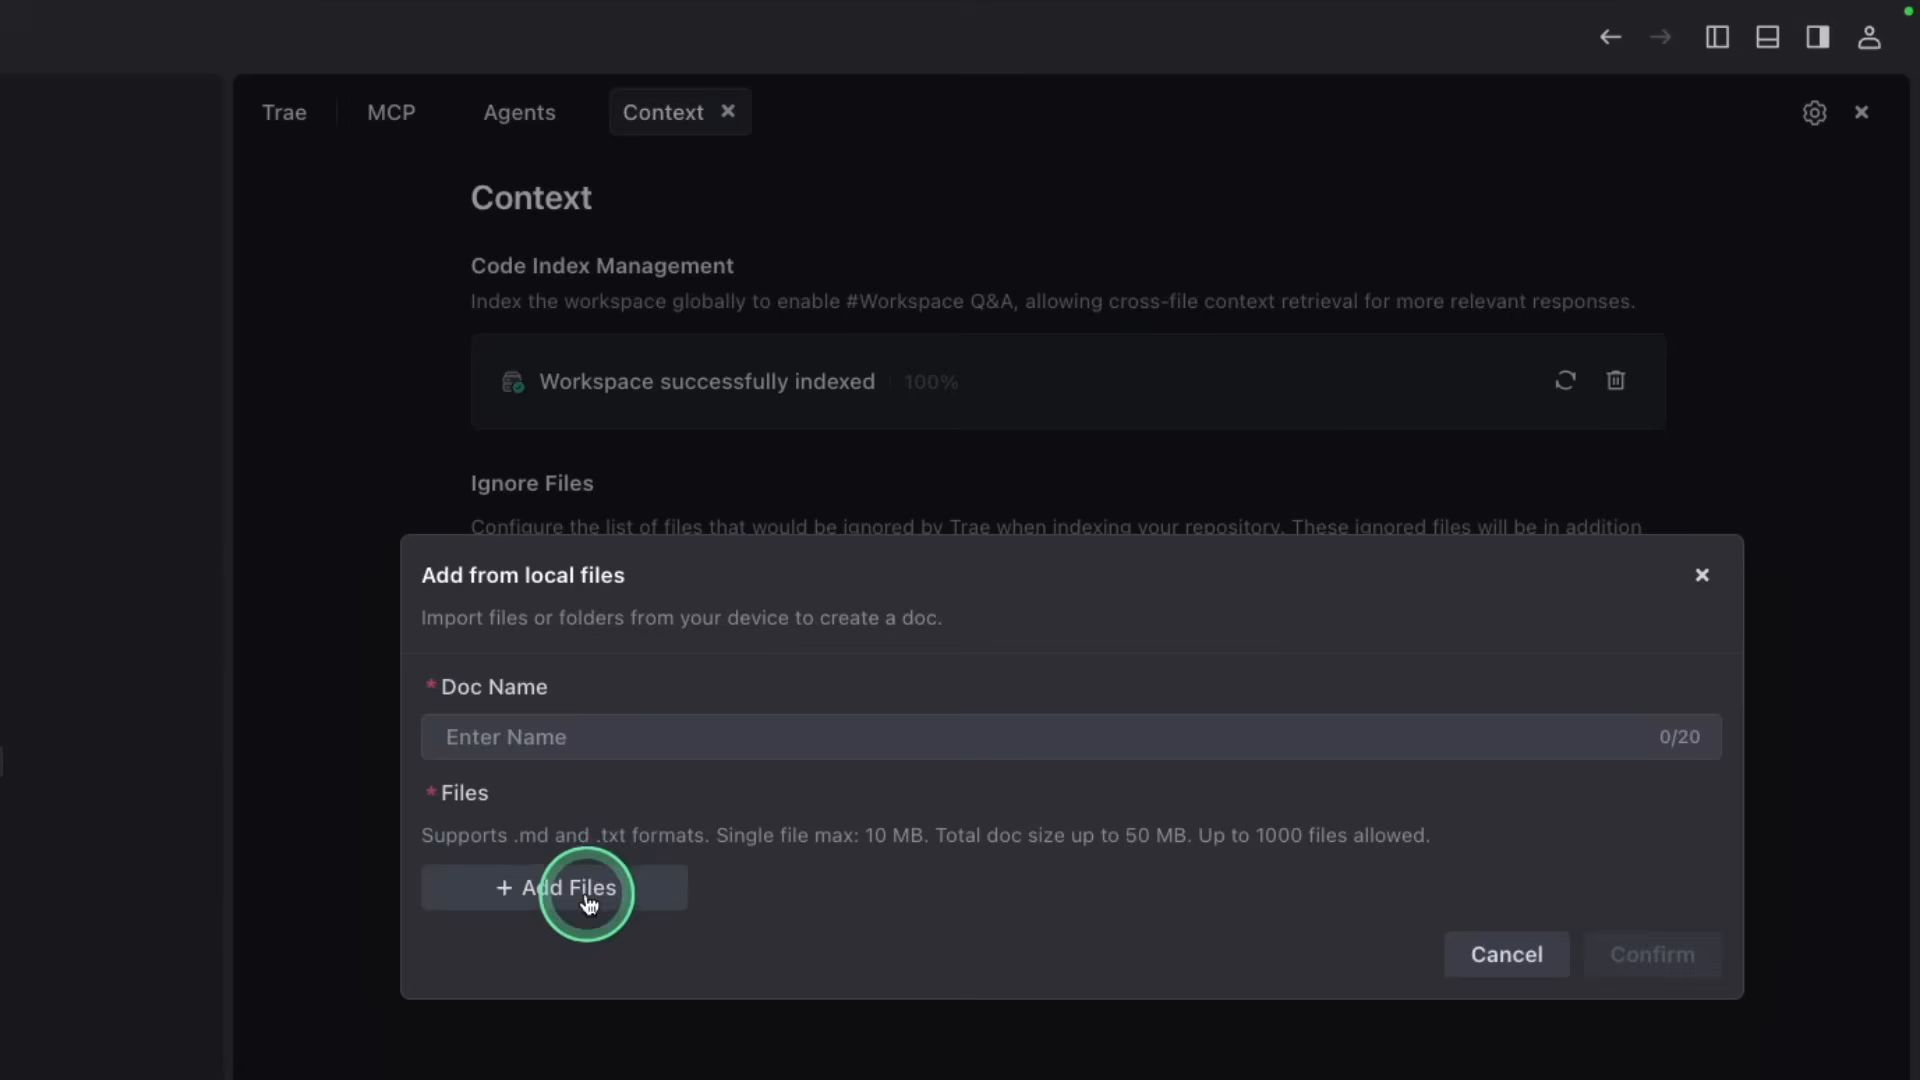 Trae
MCP
Agents
Context
Context
Code Index Management
Index the workspace globally to enable #Workspace Q&A, allowing cross-file context retrieval for more relevant responses.
Workspace successfully indexed
100%
Ignore Files
Configure the list of files that would be ignored by Trae when indexing your repository. These ignored files will be in addition
Add from local files
Import files or folders from your device to create a doc.
* Doc Name
Enter Name
0/20
* Files
Supports .md and .txt formats. Single file max: 10 MB. Total doc size up to 50 MB. Up to 1000 files allowed.
+ Add Files
Cancel
Confirm